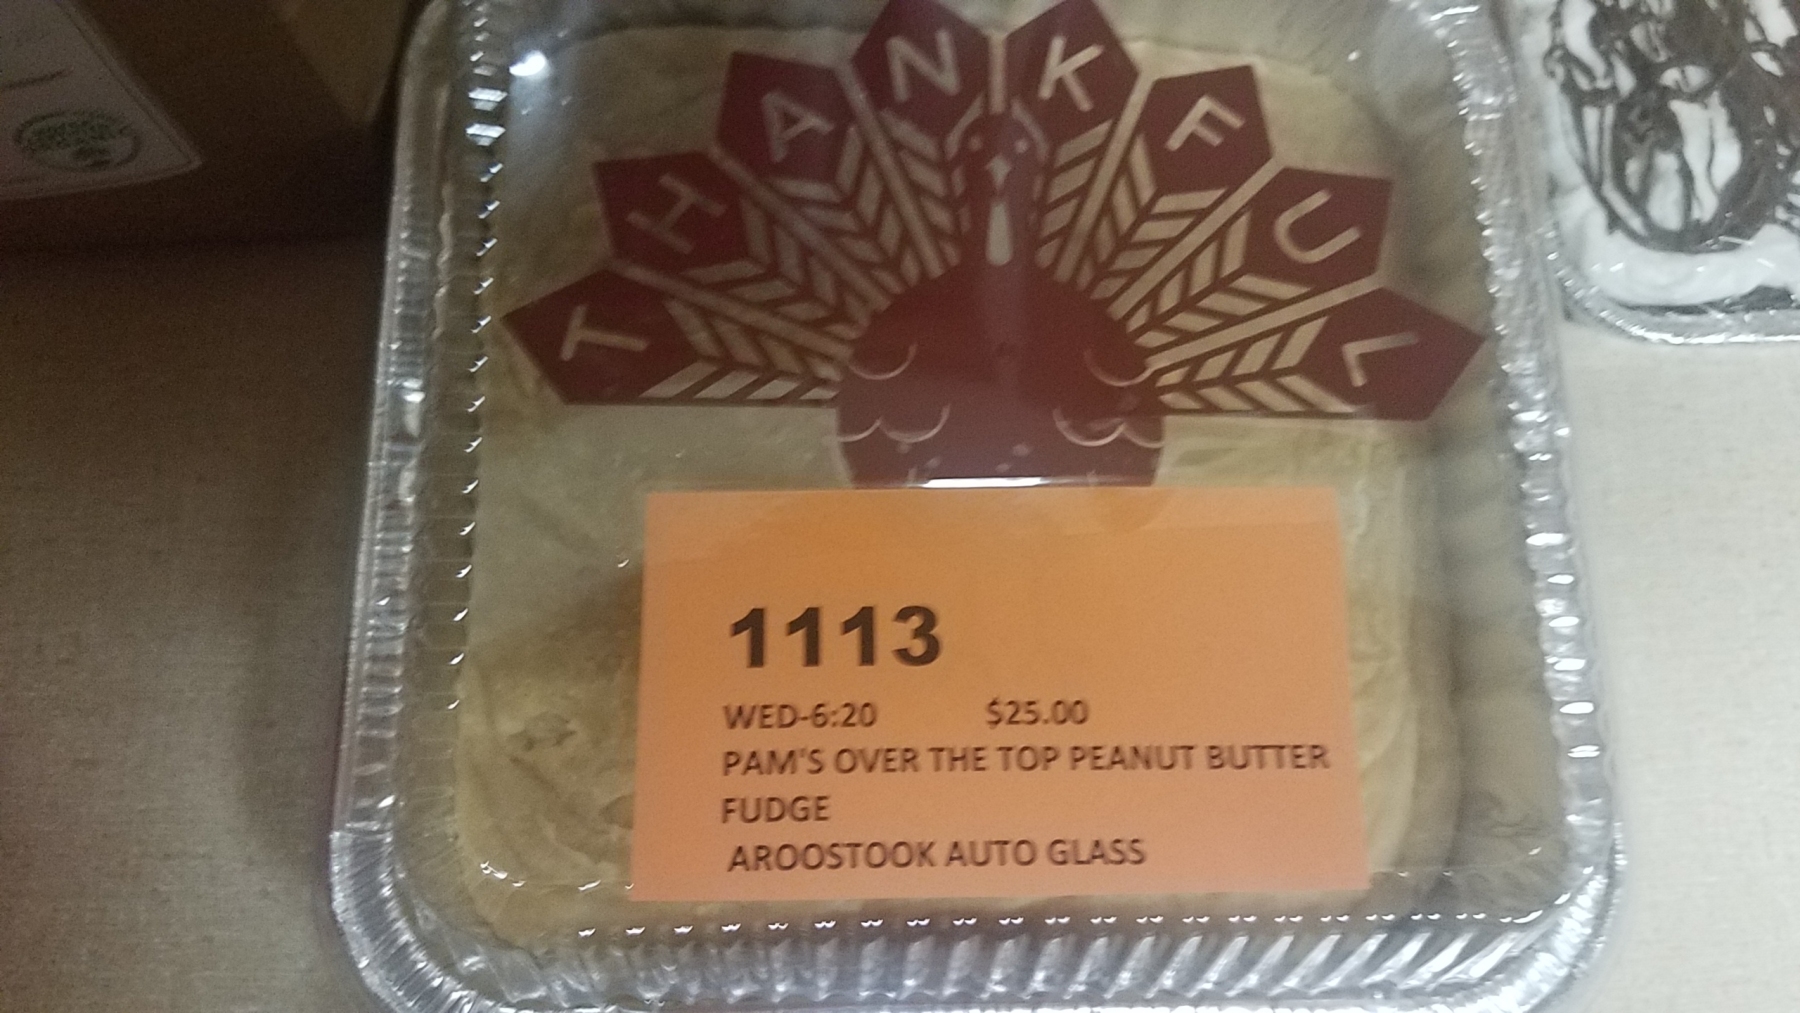 THANKFUL
1113
WED-6:20 $25.00
PAM'S OVER THE TOP PEANUT BUTTER
FUDGE
AROOSTOOK AUTO GLASS